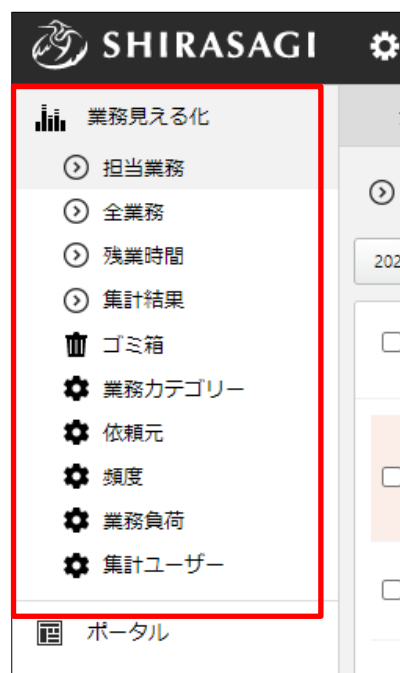 SHIRASAGI
業務見える化
担当業務
全業務
202
残業時間
集計結果
ゴミ箱
業務カテゴリー
依頼元
頻度
業務負荷
集計ユーザー
ポータル